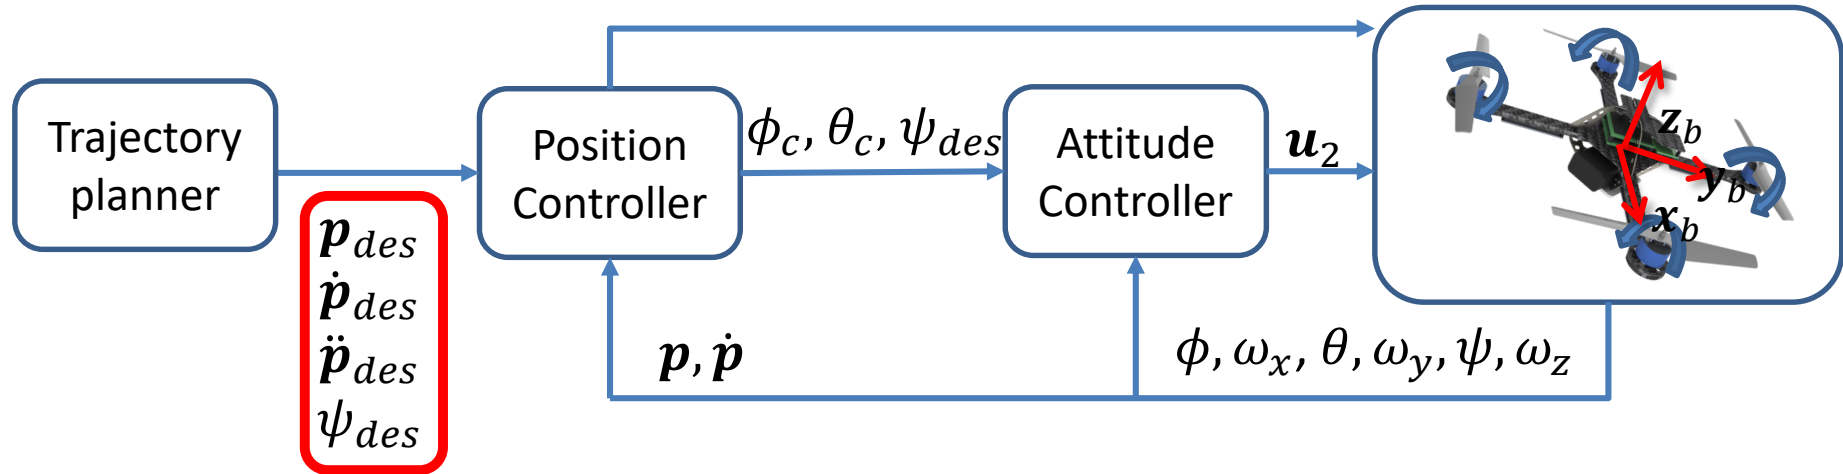 Trajectory
planner
𝒑_des
𝒑̇_des
𝒑̈_des
ψ_des
Position
Controller
ϕ_c, θ_c, ψ_des
Attitude
Controller
𝒖_2
𝒛_b
𝒚_b
𝒙_b
𝒑, 𝒑̇
ϕ, ω_x, θ, ω_y, ψ, ω_z